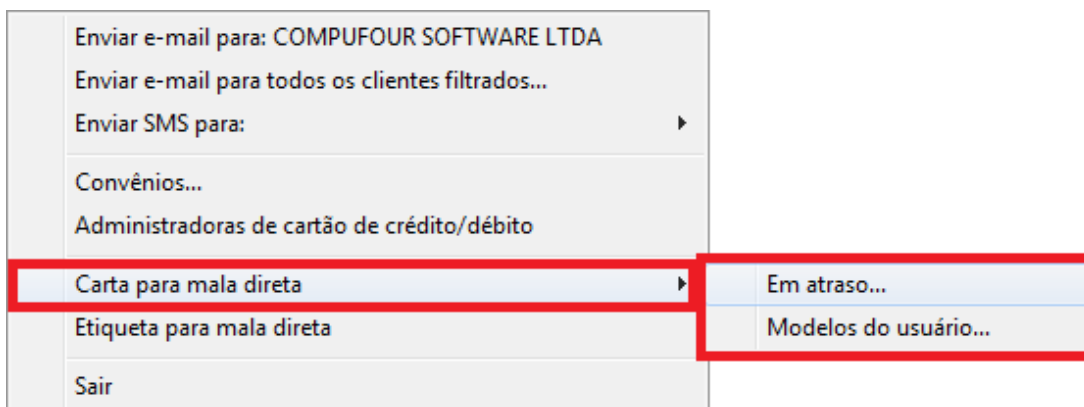 Enviar e-mail para: COMPUFOUR SOFTWARE LTDA
Enviar e-mail para todos os clientes filtrados...
Enviar SMS para:
Convênios...
Administradoras de cartão de crédito/débito
Carta para mala direta
Em atraso...
Etiqueta para mala direta
Modelos do usuário...
Sair